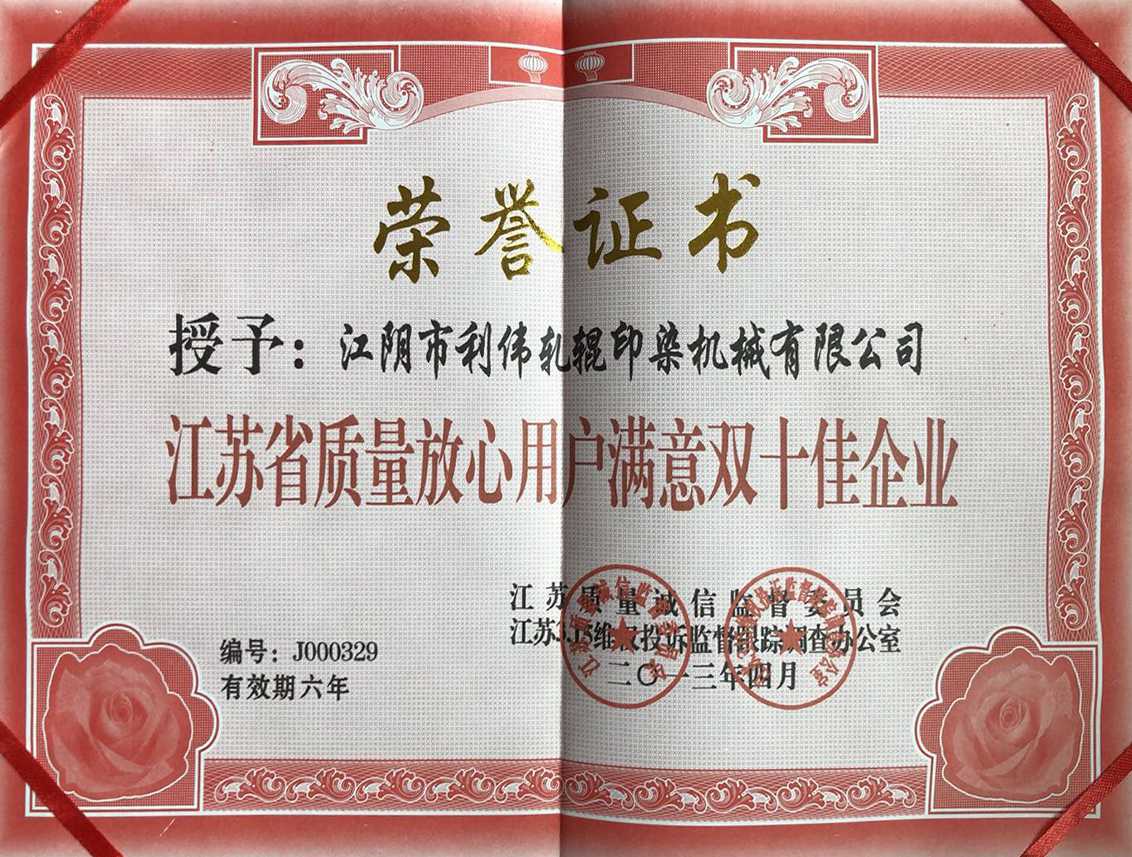 荣誉证书
授予：江阴市利伟轧辊印染机械有限公司
江苏省质量放心用户满意双十佳企业
江苏质量诚信监督委员会
江苏3.15维权投诉监督跟踪调查办公室
二〇一三年四月
编号：J000329
有效期六年